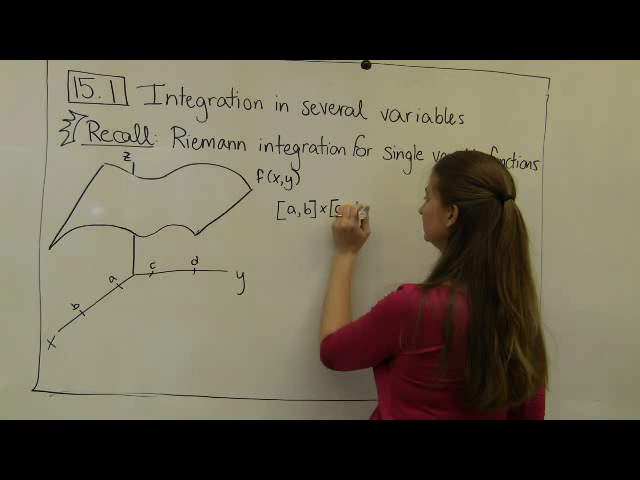 15.1 Integration in several variables
Recall: Riemann integration for single functions
z
f(x,y)
[a,b]×[c
a
c
d
y
b
x